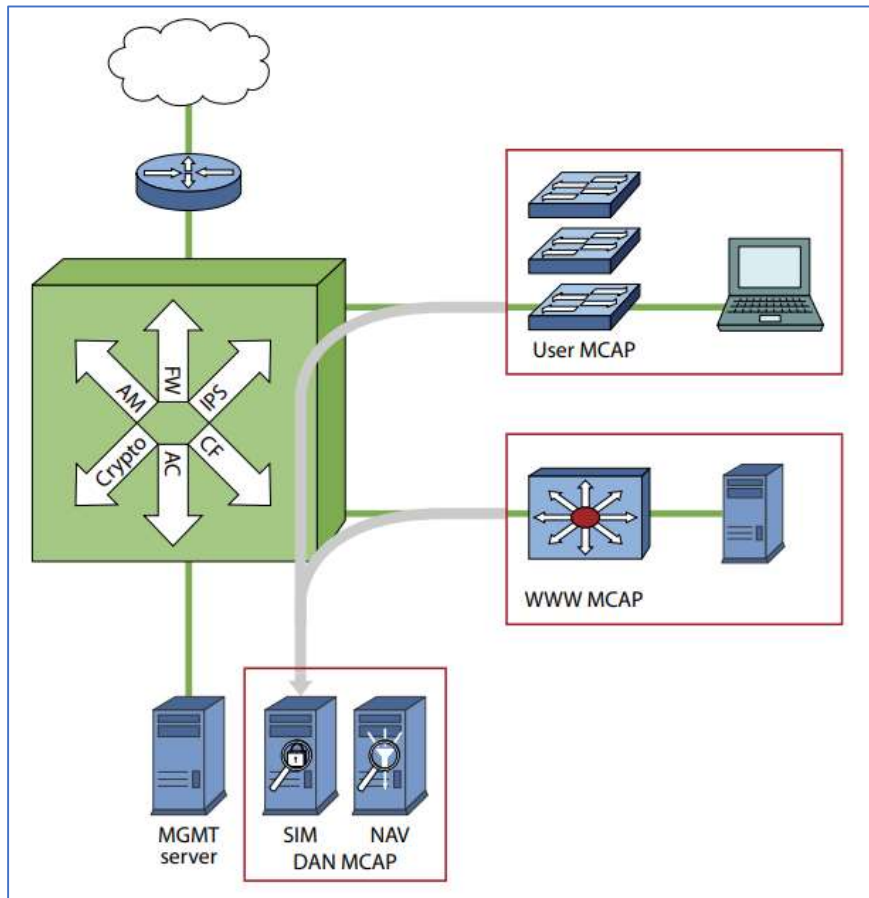 User MCAP
FW
AM
IPS
Crypto
CF
AC
WWW MCAP
MGMT
server
SIM
NAV
DAN MCAP